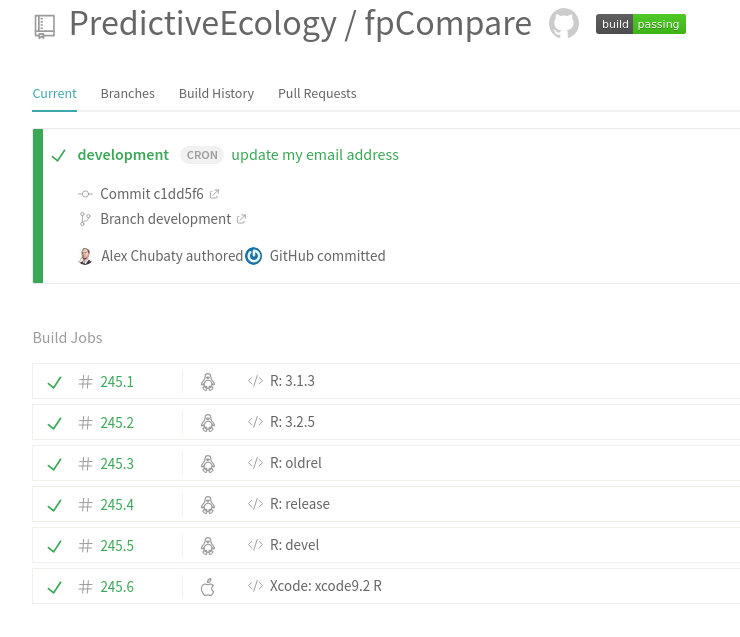 PredictiveEcology / fpCompare build passing
Current Branches Build History Pull Requests
development CRON update my email address
Commit c1dd5f6
Branch development
Alex Chubaty authored GitHub committed
Build Jobs
# 245.1 </> R: 3.1.3
# 245.2 </> R: 3.2.5
# 245.3 </> R: oldrel
# 245.4 </> R: release
# 245.5 </> R: devel
# 245.6 </> Xcode: xcode9.2 R